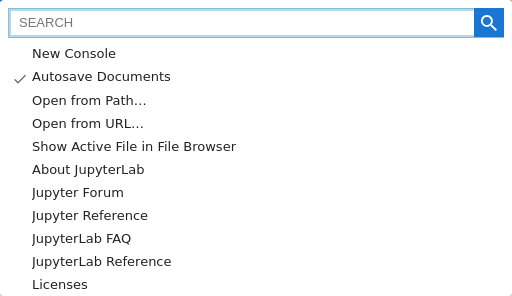 SEARCH
New Console
Autosave Documents
Open from Path…
Open from URL…
Show Active File in File Browser
About JupyterLab
Jupyter Forum
Jupyter Reference
JupyterLab FAQ
JupyterLab Reference
Licenses